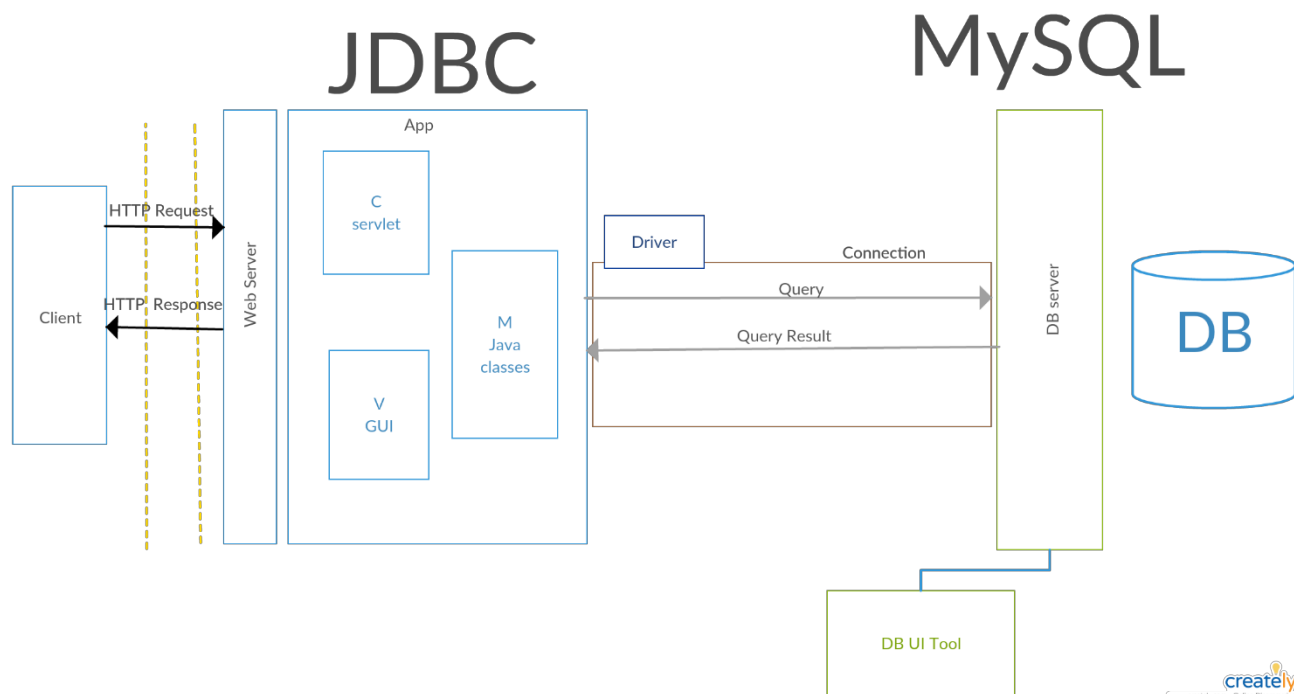 JDBC
MySQL
App
C
servlet
HTTP Request
Driver
Connection
Web Server
Query
DB server
HTTP Response
Client
M
Java
classes
Query Result
DB
V
GUI
DB UI Tool
creately